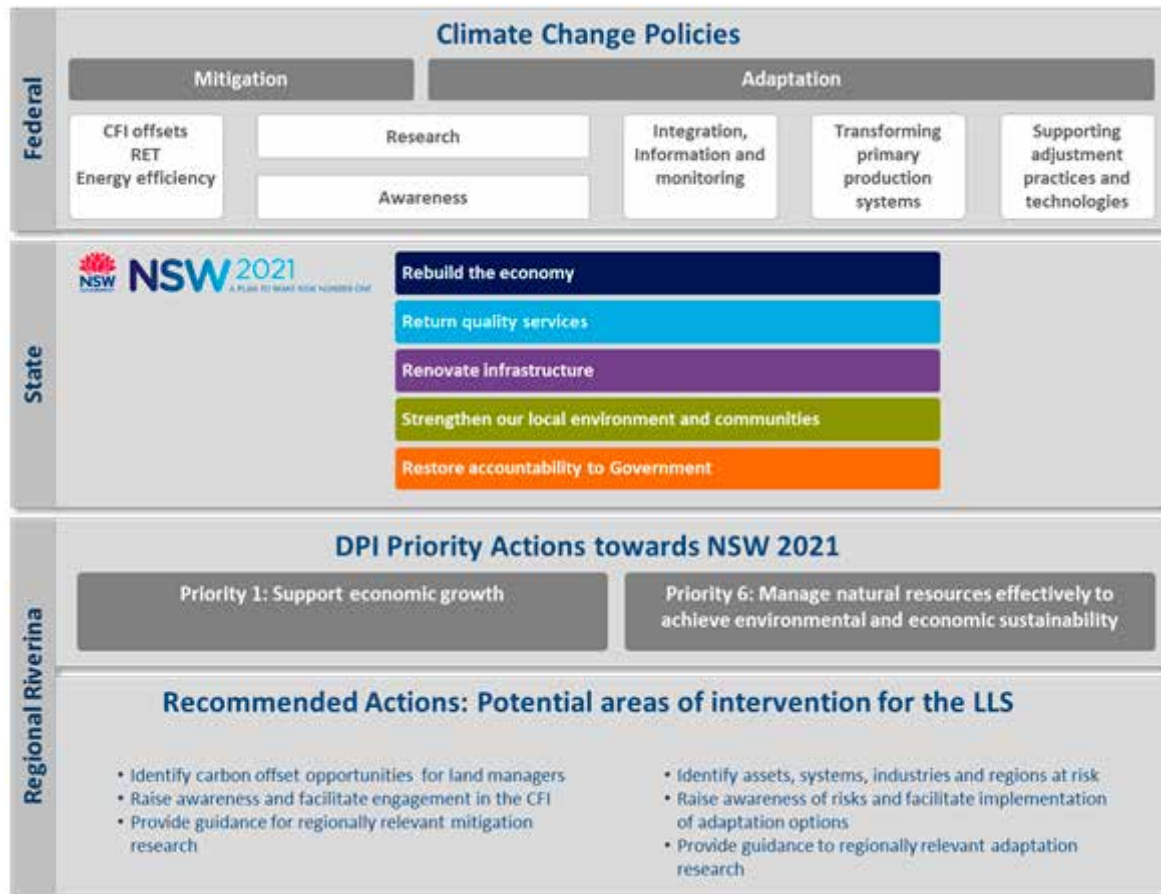 Climate Change Policies
Federal
Mitigation
Adaptation
CFI offsets
RET
Energy efficiency
Research
Awareness
Integration,
Information and
monitoring
Transforming
primary
production
systems
Supporting
adjustment
practices and
technologies
State
NSW
NSW 2021
A PLAN TO MAKE NSW NUMBER ONE
Rebuild the economy
Return quality services
Renovate infrastructure
Strengthen our local environment and communities
Restore accountability to Government
Regional Riverina
DPI Priority Actions towards NSW 2021
Priority 1: Support economic growth
Priority 6: Manage natural resources effectively to
achieve environmental and economic sustainability
Recommended Actions: Potential areas of intervention for the LLS
• Identify carbon offset opportunities for land managers
• Raise awareness and facilitate engagement in the CFI
• Provide guidance for regionally relevant mitigation
research
• Identify assets, systems, industries and regions at risk
• Raise awareness of risks and facilitate implementation
of adaptation options
• Provide guidance to regionally relevant adaptation
research